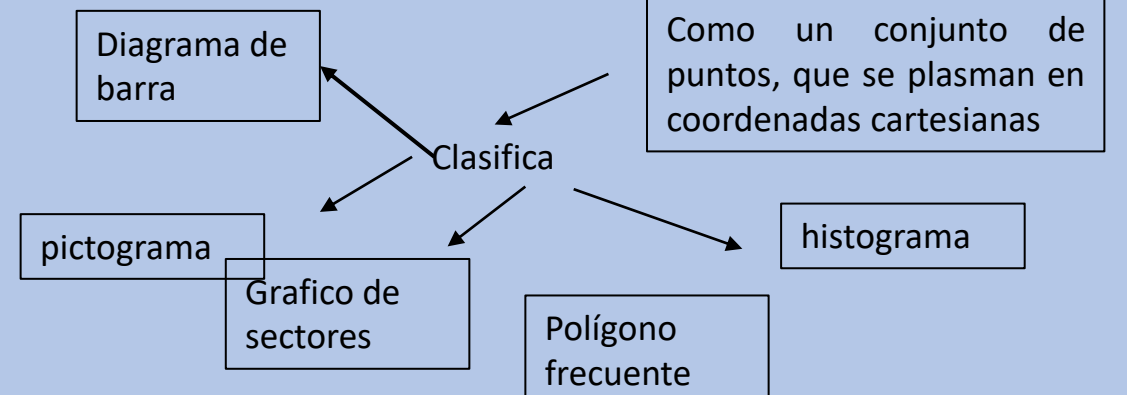 Diagrama de
barra
Como un conjunto de
puntos, que se plasman en
coordenadas cartesianas
Clasifica
pictograma
histograma
Grafico de
sectores
Polígono
frecuente